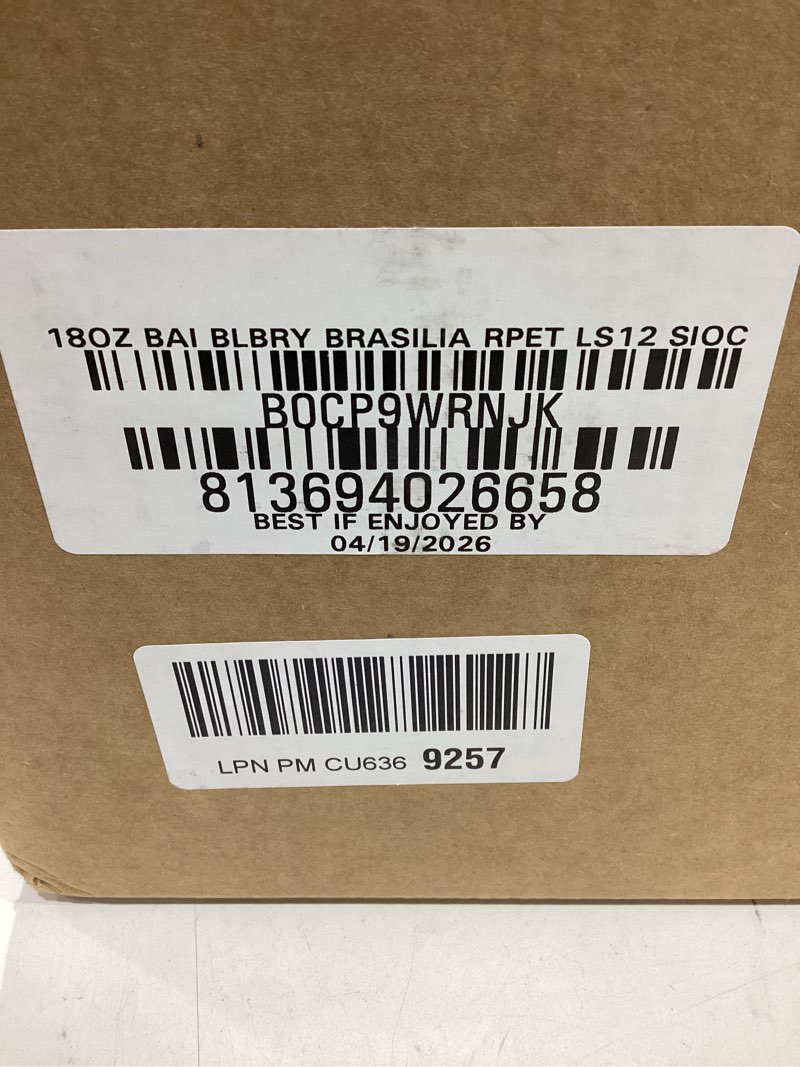 18OZ BAI BLBRY BRASILIA RPET LS12 SIOC
B0CP9WRNJK
813694026658
BEST IF ENJOYED BY
04/19/2026
LPN PM CU636 9257